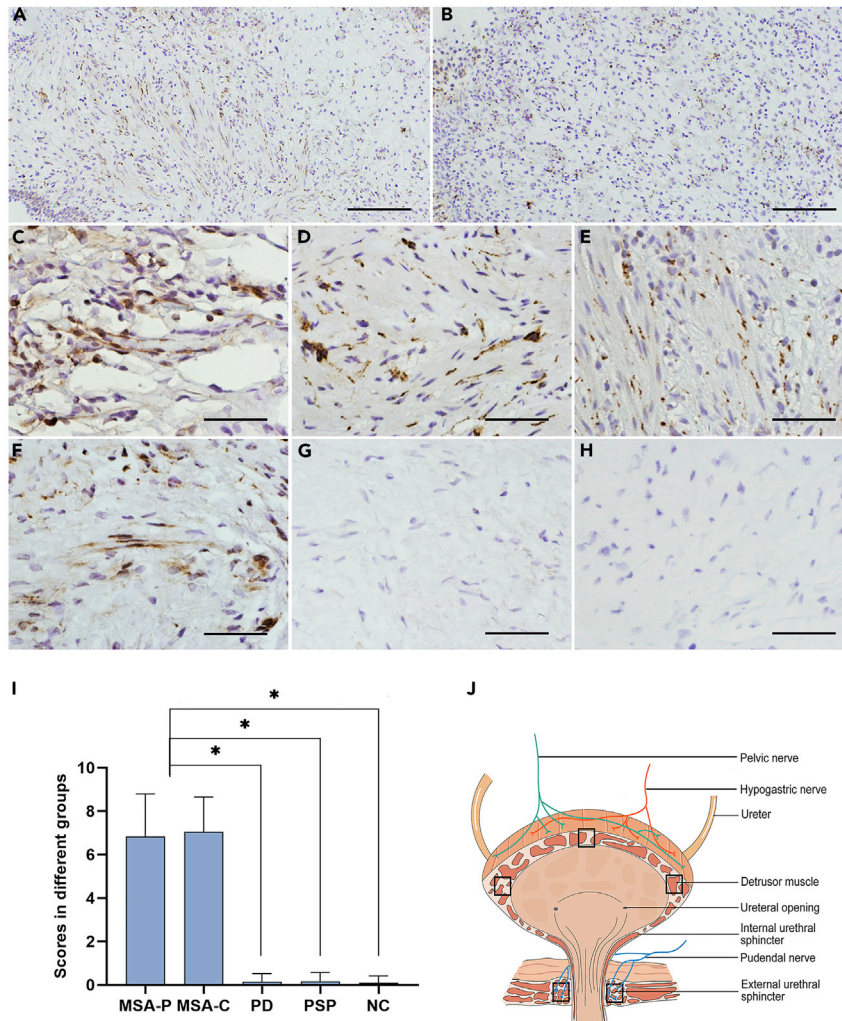 A
B
C
D
E
F
G
H
I
J
*
*
*
Scores in different groups
10
8
6
4
2
0
MSA-P MSA-C PD PSP NC
Pelvic nerve
Hypogastric nerve
Ureter
Detrusor muscle
Ureteral opening
Internal urethral
sphincter
Pudendal nerve
External urethral
sphincter